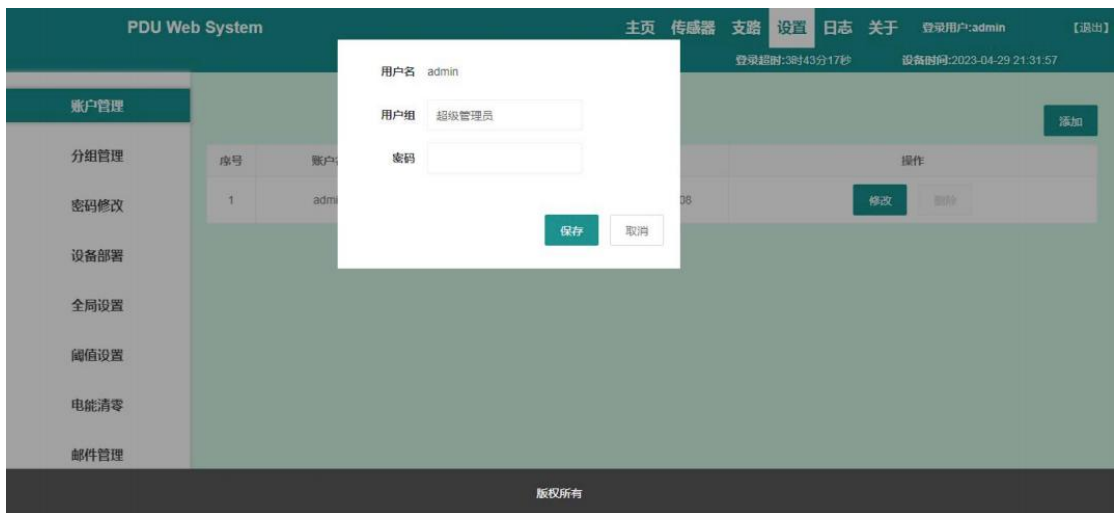 PDU Web System 主页 传感器 支路 设置 日志 关于 登录用户:admin 【退出】
登录超时:3时43分17秒 设备时间:2023-04-29 21:31:57
账户管理
分组管理
密码修改
设备部署
全局设置
阈值设置
电能清零
邮件管理
用户名 admin
用户组 超级管理员
密码
保存 取消
添加
序号 账户 操作
1 admi 08 修改 删除
版权所有